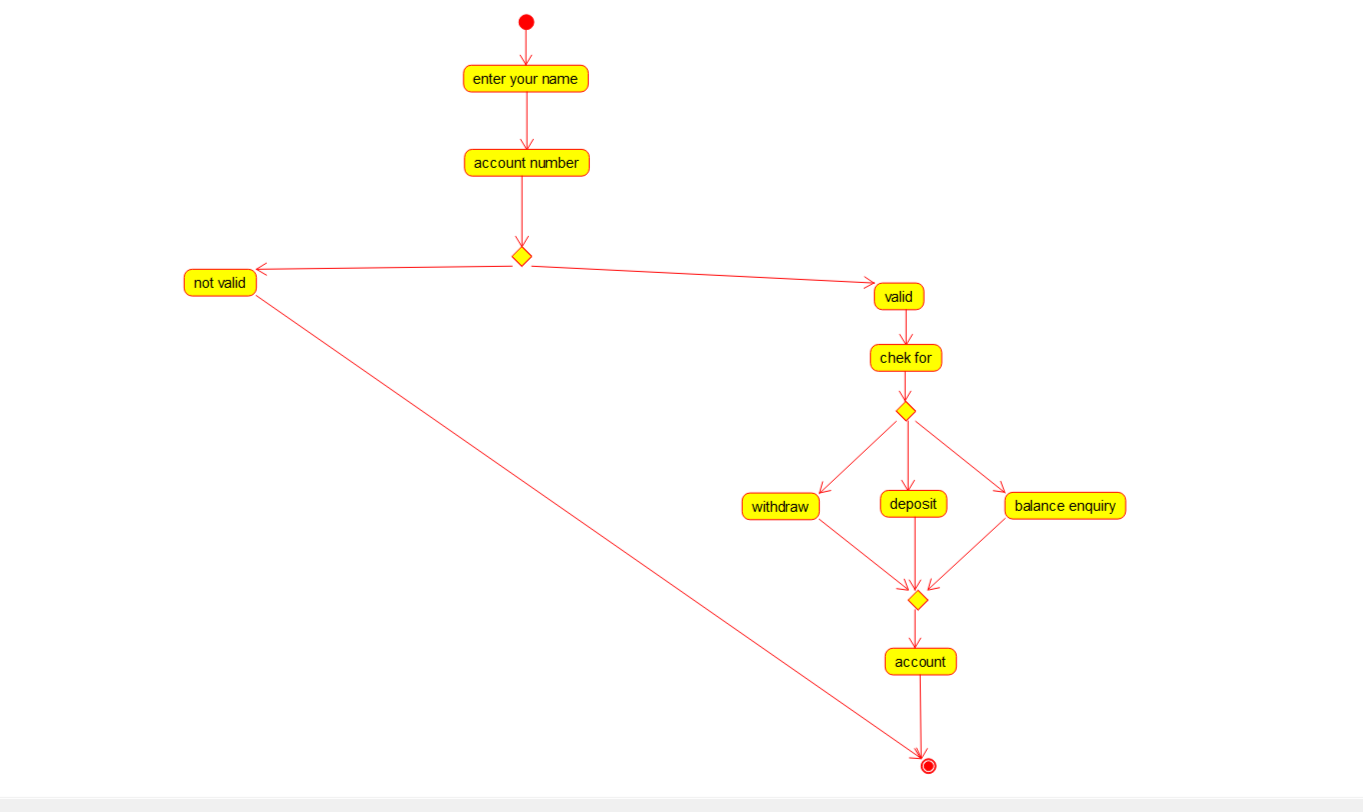 enter your name
account number
not valid
valid
chek for
withdraw
deposit
balance enquiry
account